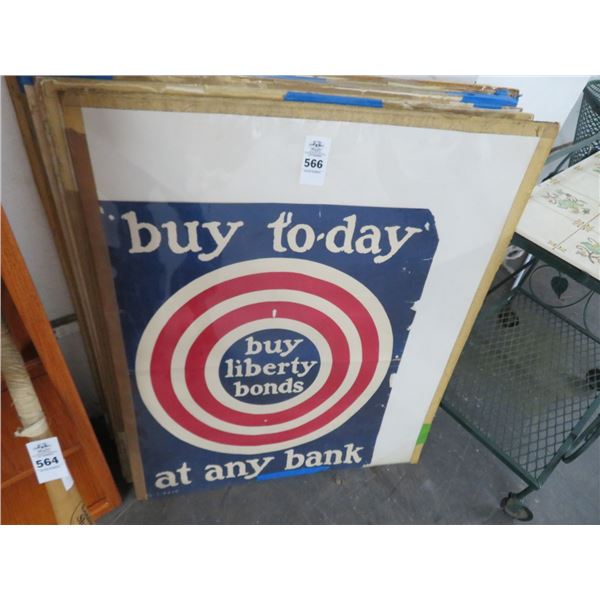 566
buy to-day
buy
liberty
bonds
at any bank
564